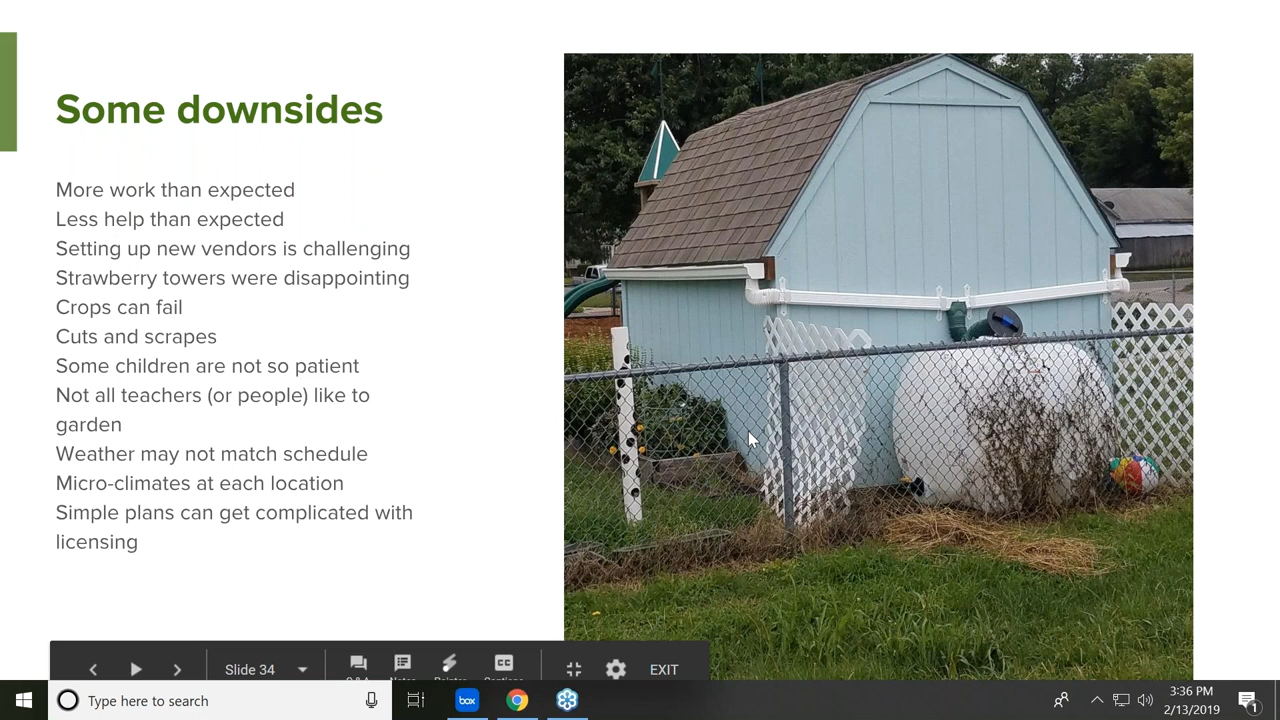 Some downsides
More work than expected
Less help than expected
Setting up new vendors is challenging
Strawberry towers were disappointing
Crops can fail
Cuts and scrapes
Some children are not so patient
Not all teachers (or people) like to
garden
Weather may not match schedule
Micro-climates at each location
Simple plans can get complicated with
licensing
Slide 34
CC
EXIT
Type here to search
box
3:36 PM
2/13/2019
1